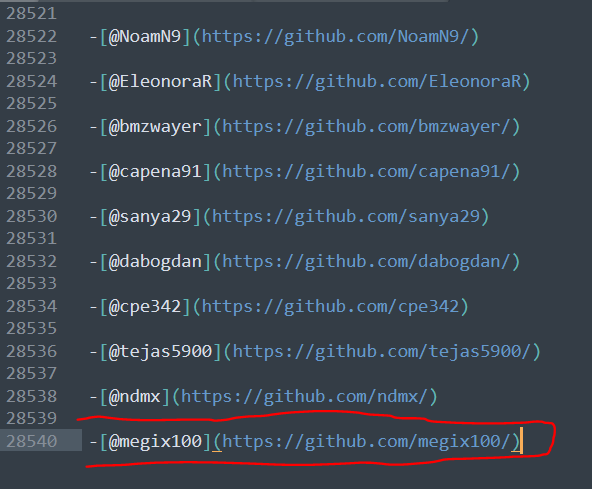 28521
28522 -[@NoamN9](https://github.com/NoamN9/)
28523
28524 -[@EleonoraR](https://github.com/EleonoraR)
28525
28526 -[@bmzwayer](https://github.com/bmzwayer/)
28527
28528 -[@capena91](https://github.com/capena91/)
28529
28530 -[@sanya29](https://github.com/sanya29)
28531
28532 -[@dabogdan](https://github.com/dabogdan/)
28533
28534 -[@cpe342](https://github.com/cpe342)
28535
28536 -[@tejas5900](https://github.com/tejas5900/)
28537
28538 -[@ndmx](https://github.com/ndmx/)
28539
28540 -[@megix100](https://github.com/megix100/)